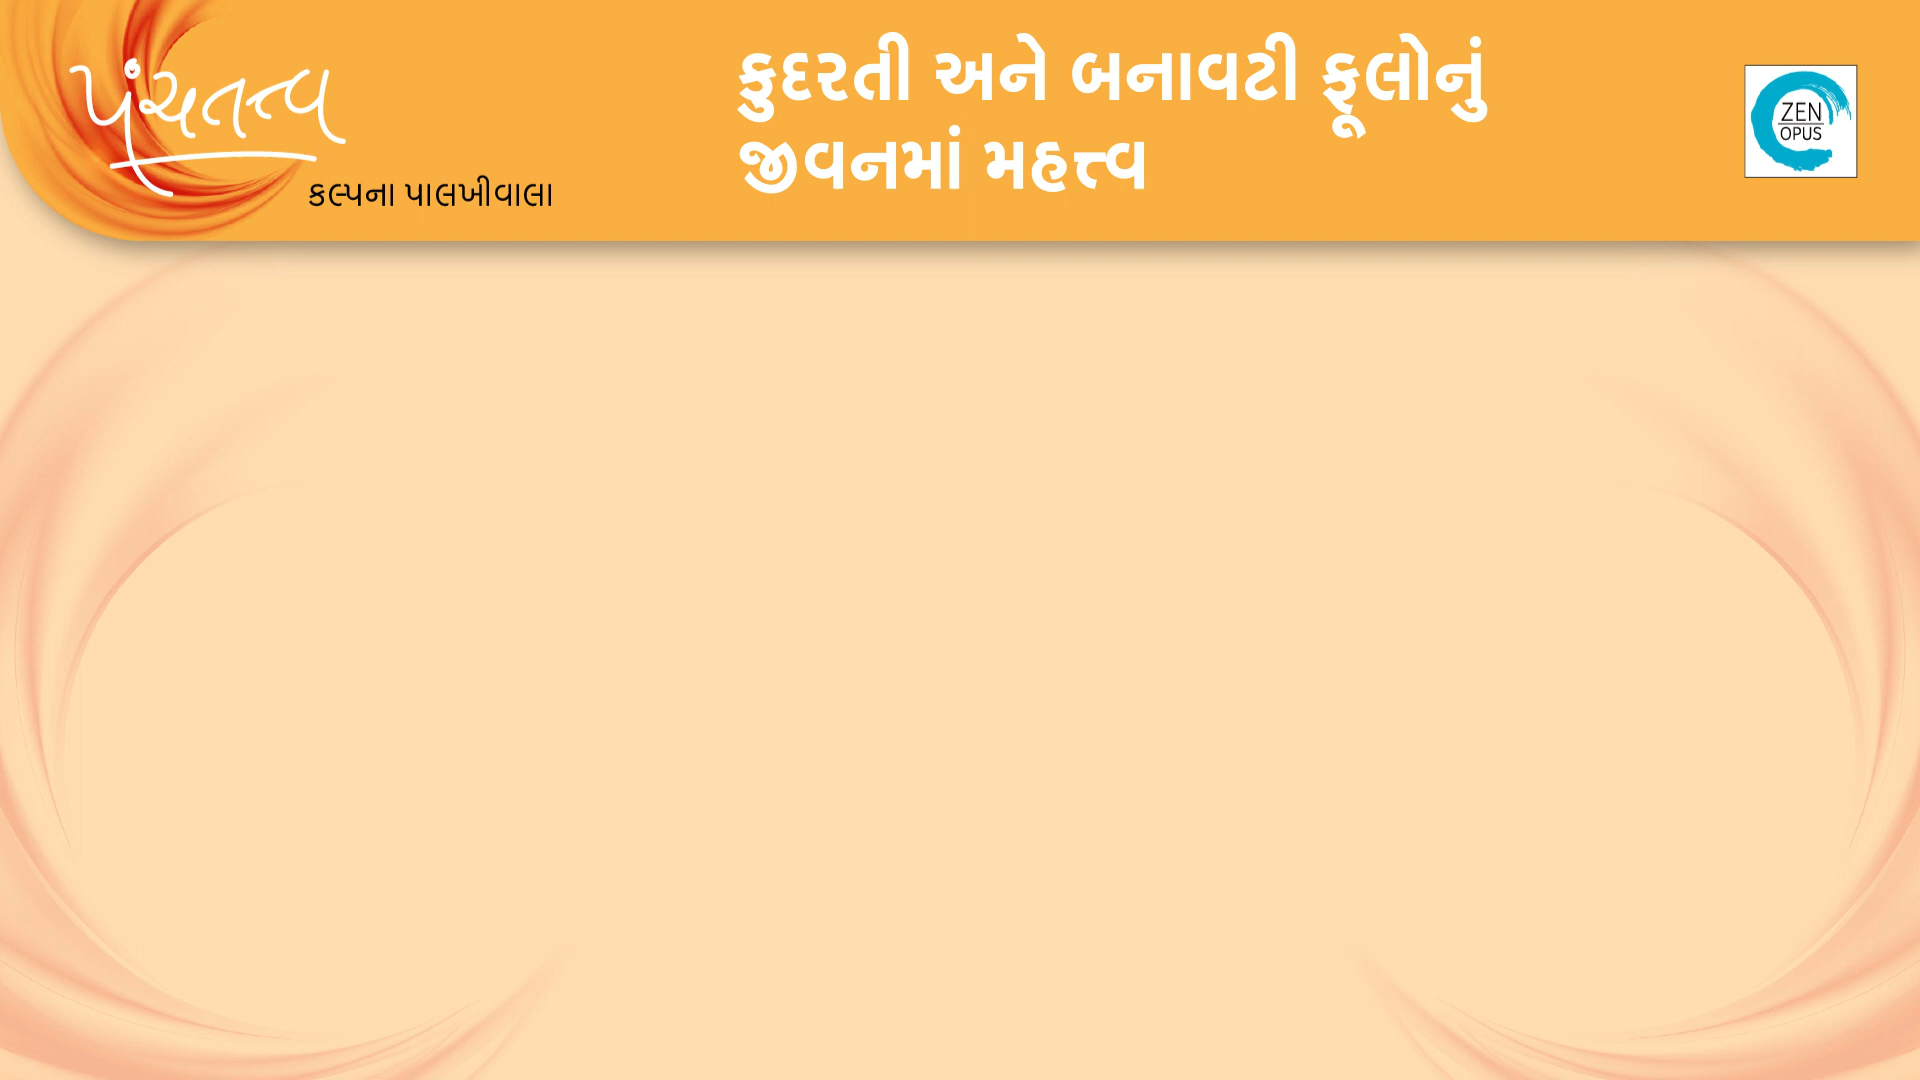 પંચતત્ત્વ
કલ્પના પાલખીવાલા
કુદરતી અને બનાવટી ફૂલોનું
જીવનમાં મહત્ત્વ
ZEN
OPUS